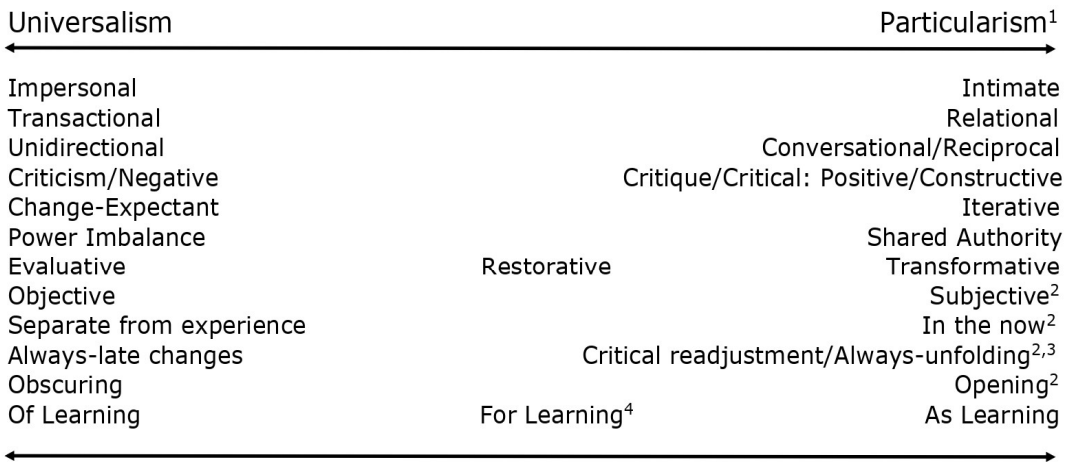 Universalism Particularism¹
Impersonal Intimate
Transactional Relational
Unidirectional Conversational/Reciprocal
Criticism/Negative Critique/Critical: Positive/Constructive
Change-Expectant Iterative
Power Imbalance Shared Authority
Evaluative Restorative Transformative
Objective Subjective²
Separate from experience In the now²
Always-late changes Critical readjustment/Always-unfolding²,³
Obscuring Opening²
Of Learning For Learning⁴ As Learning